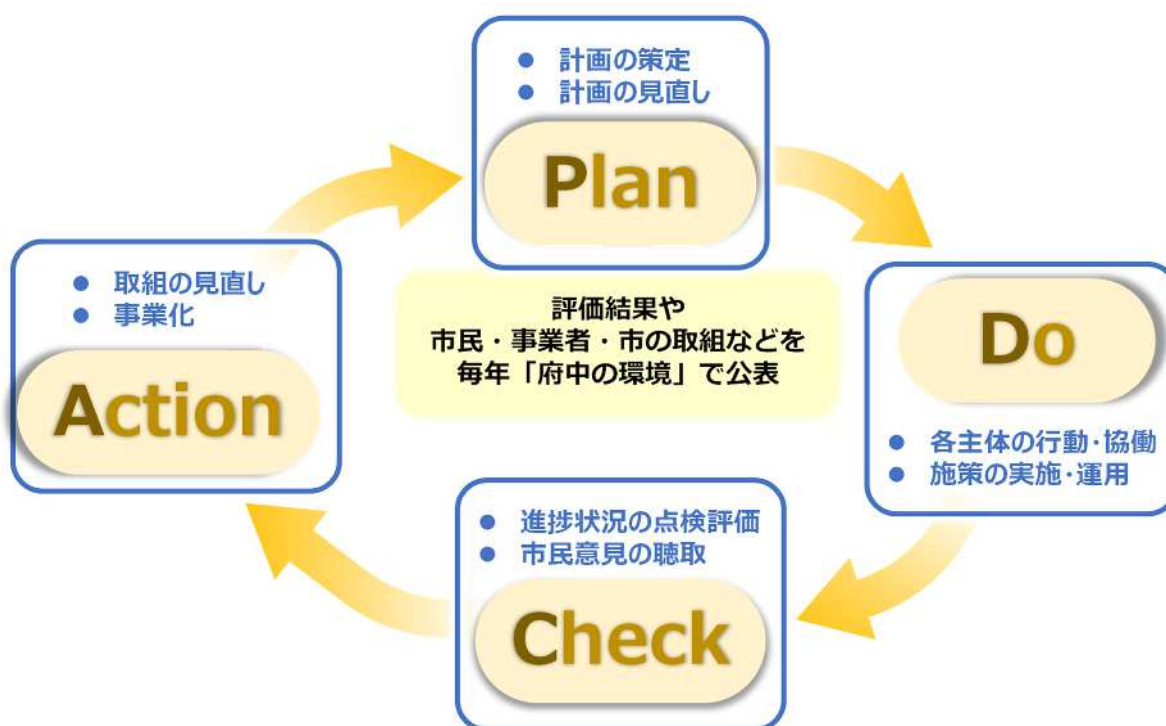 ● 計画の策定
● 計画の見直し
Plan
Do
● 各主体の行動・協働
● 施策の実施・運用
● 進捗状況の点検評価
● 市民意見の聴取
Check
● 取組の見直し
● 事業化
Action
評価結果や
市民・事業者・市の取組などを
毎年「府中の環境」で公表